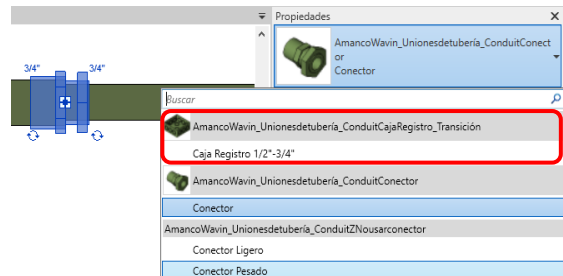 Propiedades
AmancoWavin_Unionesdetubería_ConduitConect
or
Conector
3/4" 3/4"
Buscar
AmancoWavin_Unionesdetubería_ConduitCajaRegistro_Transición
Caja Registro 1/2"-3/4"
AmancoWavin_Unionesdetubería_ConduitConector
Conector
AmancoWavin_Unionesdetubería_ConduitZNousarconector
Conector Ligero
Conector Pesado